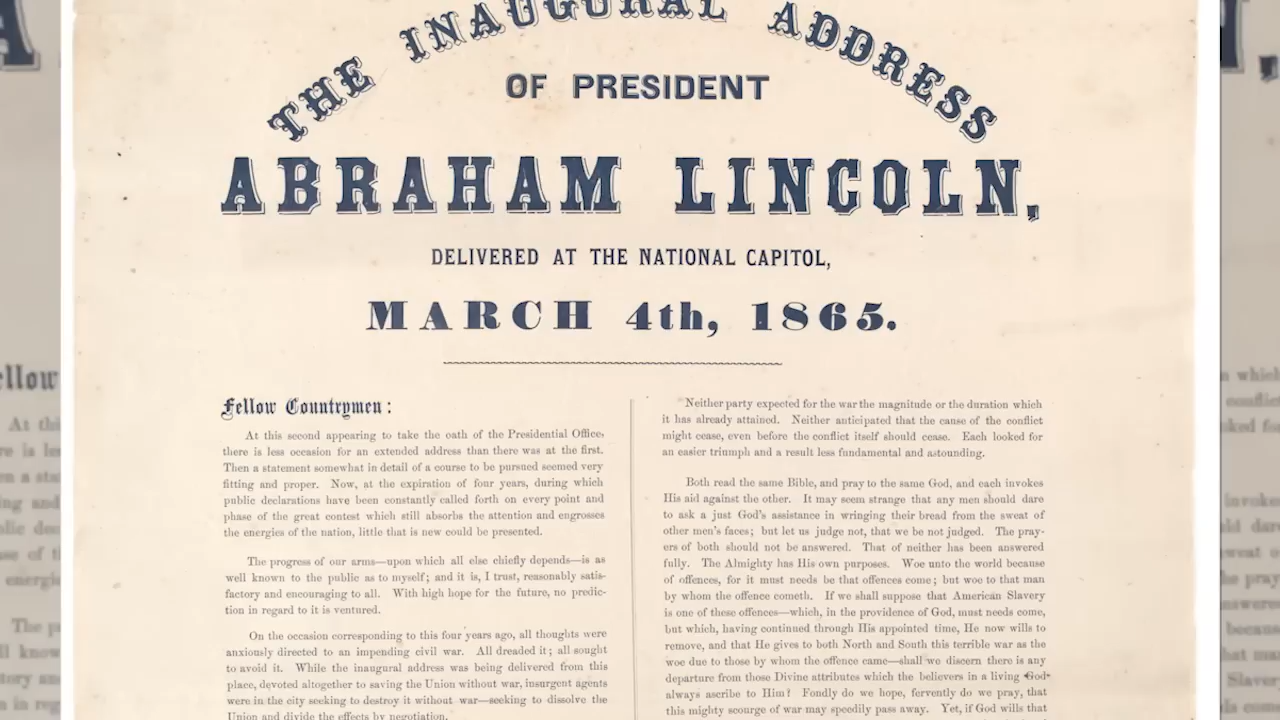 THE INAUGURAL ADDRESS
OF PRESIDENT
ABRAHAM LINCOLN,
DELIVERED AT THE NATIONAL CAPITOL,
MARCH 4th, 1865.
Fellow Countrymen:
At this second appearing to take the oath of the Presidential Office,
there is less occasion for an extended address than there was at the first.
Then a statement somewhat in detail of a course to be pursued seemed very
fitting and proper. Now, at the expiration of four years, during which
public declarations have been constantly called forth on every point and
phase of the great contest which still absorbs the attention and engrosses
the energies of the nation, little that is new could be presented.
The progress of our arms—upon which all else chiefly depends—is as
well known to the public as to myself; and it is, I trust, reasonably satis-
factory and encouraging to all. With high hope for the future, no predic-
tion in regard to it is ventured.
On the occasion corresponding to this four years ago, all thoughts were
anxiously directed to an impending civil war. All dreaded it; all sought
to avoid it. While the inaugural address was being delivered from this
place, devoted altogether to saving the Union without war, insurgent agents
were in the city seeking to destroy it without war—seeking to dissolve the
Union and divide the effects by negotiation.
Neither party expected for the war the magnitude or the duration which
it has already attained. Neither anticipated that the cause of the conflict
might cease, even before the conflict itself should cease. Each looked for
an easier triumph and a result less fundamental and astounding.
Both read the same Bible, and pray to the same God, and each invokes
His aid against the other. It may seem strange that any men should dare
to ask a just God's assistance in wringing their bread from the sweat of
other men's faces; but let us judge not, that we be not judged. The pray-
ers of both should not be answered. That of neither has been answered
fully. The Almighty has His own purposes. Woe unto the world because
of offences, for it must needs be that offences come; but woe to that man
by whom the offence cometh. If we shall suppose that American Slavery
is one of these offences—which, in the providence of God, must needs come,
but which, having continued through His appointed time, He now wills to
remove, and that He gives to both North and South this terrible war as the
woe due to those by whom the offence came—shall we discern there is any
departure from those Divine attributes which the believers in a living God
always ascribe to Him? Fondly do we hope, fervently do we pray, that
this mighty scourge of war may speedily pass away. Yet, if God wills that